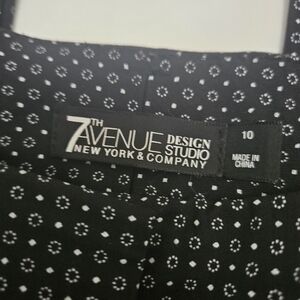 7TH AVENUE DESIGN STUDIO
NEW YORK & COMPANY
10
MADE IN
CHINA